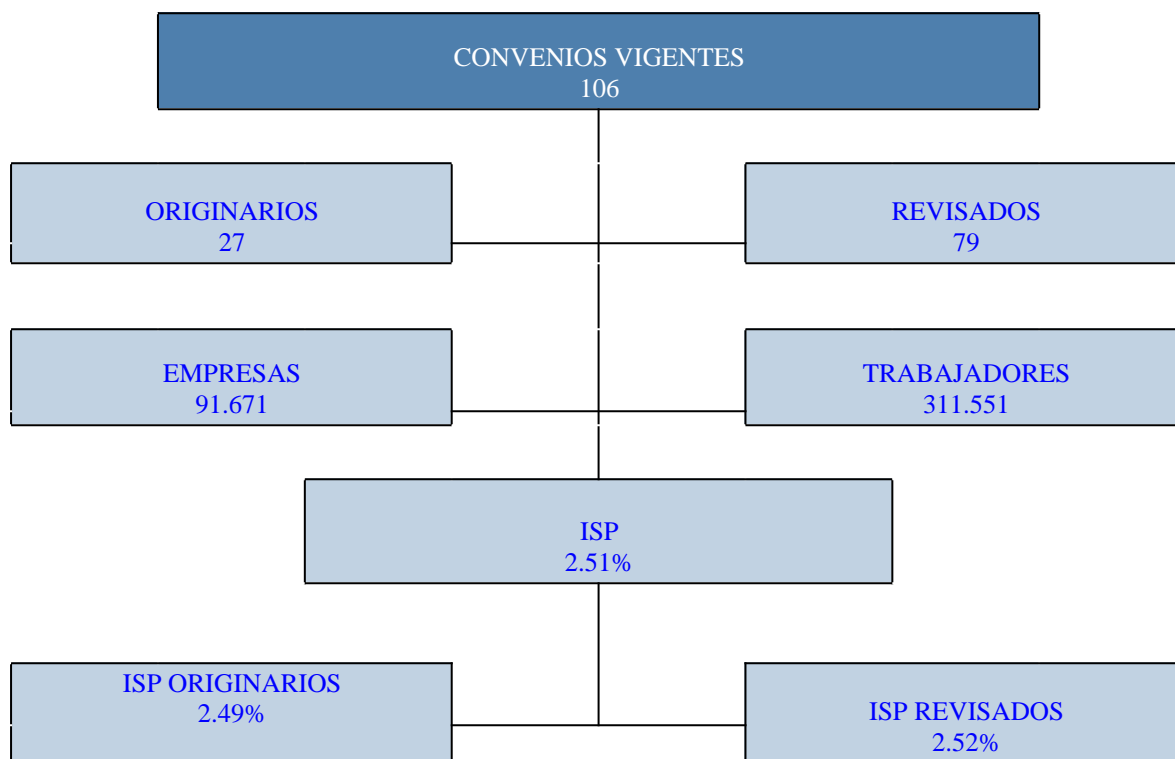 CONVENIOS VIGENTES
106
ORIGINARIOS
27
REVISADOS
79
EMPRESAS
91.671
TRABAJADORES
311.551
ISP
2.51%
ISP ORIGINARIOS
2.49%
ISP REVISADOS
2.52%